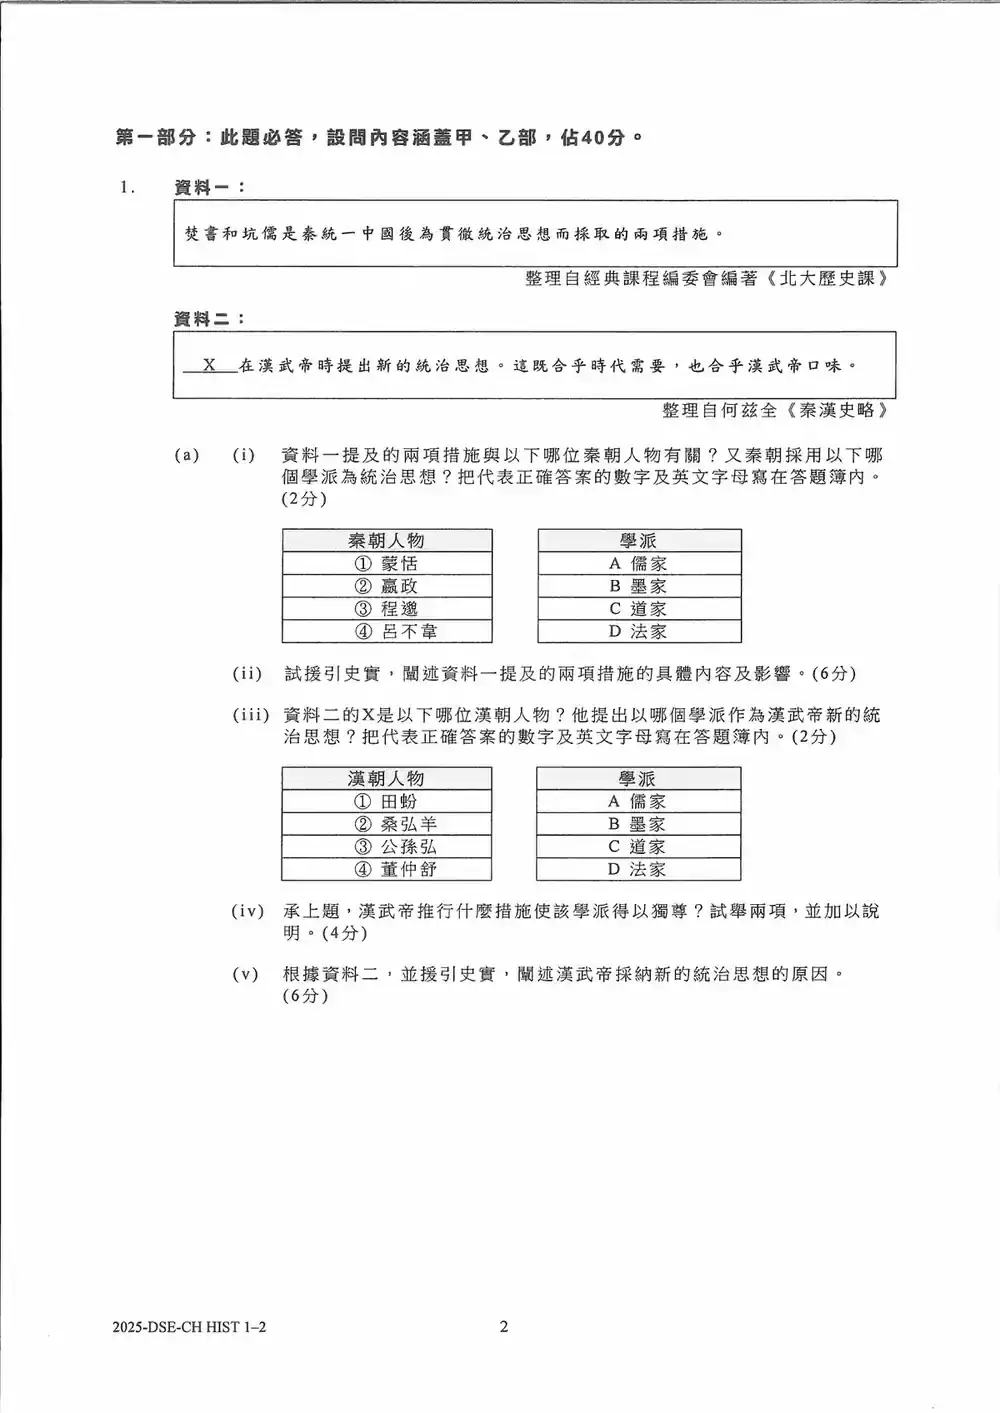 第一部分：此題必答，設問內容涵蓋甲、乙部，佔40分。
1. 資料一：
焚書和坑儒是秦統一中國後為貫徹統治思想而採取的兩項措施。
整理自經典課程編委會編著《北大歷史課》
資料二：
X 在漢武帝時提出新的統治思想。這既合乎時代需要，也合乎漢武帝口味。
整理自何茲全《秦漢史略》
(a) (i) 資料一提及的兩項措施與以下哪位秦朝人物有關？又秦朝採用以下哪
個學派為統治思想？把代表正確答案的數字及英文字母寫在答題簿內。
(2分)
秦朝人物 學派
① 蒙恬 A 儒家
② 嬴政 B 墨家
③ 程邈 C 道家
④ 呂不韋 D 法家
(ii) 試援引史實，闡述資料一提及的兩項措施的具體內容及影響。(6分)
(iii) 資料二的X是以下哪位漢朝人物？他提出以哪個學派作為漢武帝新的統
治思想？把代表正確答案的數字及英文字母寫在答題簿內。(2分)
漢朝人物 學派
① 田蚡 A 儒家
② 桑弘羊 B 墨家
③ 公孫弘 C 道家
④ 董仲舒 D 法家
(iv) 承上題，漢武帝推行什麼措施使該學派得以獨尊？試舉兩項，並加以說
明。(4分)
(v) 根據資料二，並援引史實，闡述漢武帝採納新的統治思想的原因。
(6分)
2025-DSE-CH HIST 1–2 2